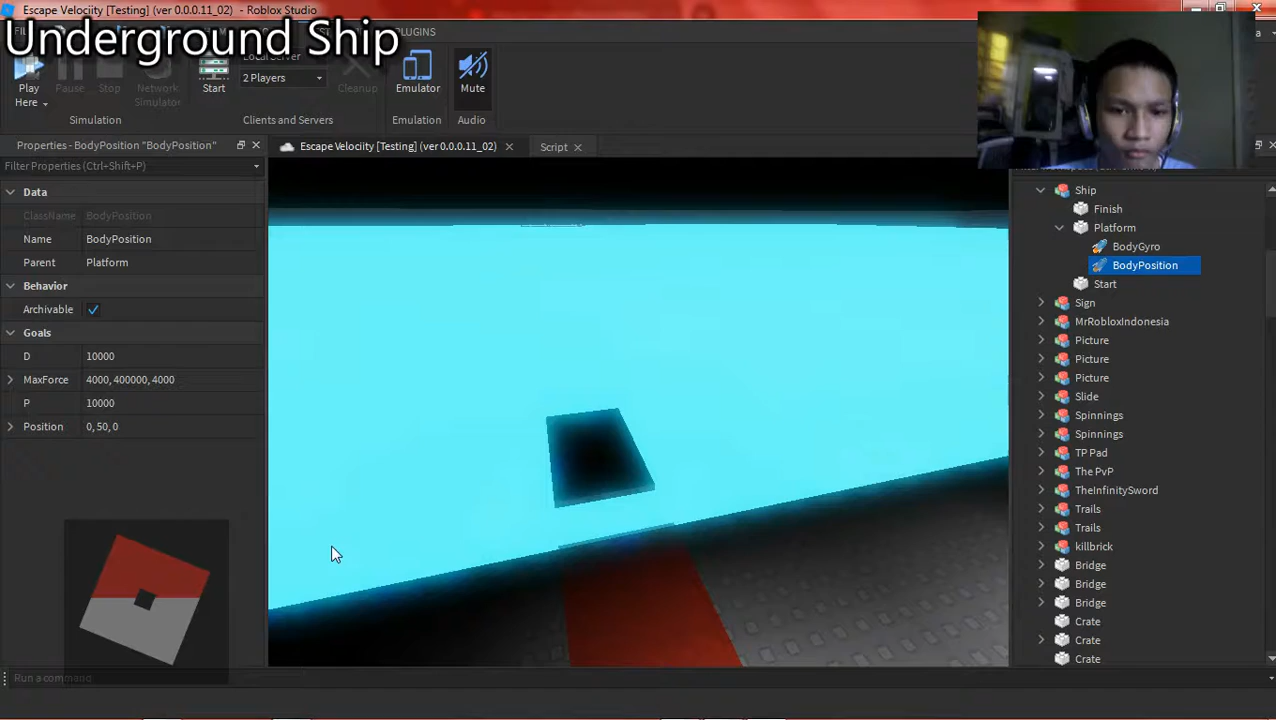 Escape Velocity [Testing] (ver 0.0.0.11_02) - Roblox Studio
Underground Ship
PLUGINS
Play
Here
Pause
Stop
Network
Simulator
Start
2 Players
Cleanup
Emulator
Mute
Simulation
Clients and Servers
Emulation
Audio
Properties - BodyPosition "BodyPosition"
Escape Velocity [Testing] (ver 0.0.0.11_02)
Script
Filter Properties (Ctrl+Shift+P)
Data
ClassName BodyPosition
Name BodyPosition
Parent Platform
Behavior
Archivable
Goals
D 10000
MaxForce 4000, 400000, 4000
P 10000
Position 0, 50, 0
Ship
Finish
Platform
BodyGyro
BodyPosition
Start
Sign
MrRobloxIndonesia
Picture
Picture
Picture
Slide
Spinnings
Spinnings
TP Pad
The PvP
TheInfinitySword
Trails
Trails
killbrick
Bridge
Bridge
Bridge
Crate
Crate
Crate
Run a command